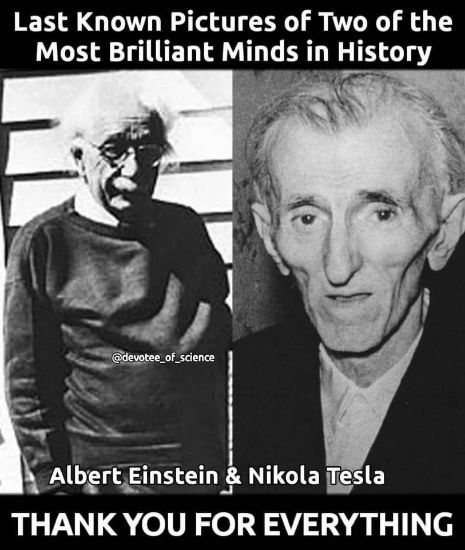 Last Known Pictures of Two of the
Most Brilliant Minds in History
@devotee_of_science
Albert Einstein & Nikola Tesla
THANK YOU FOR EVERYTHING